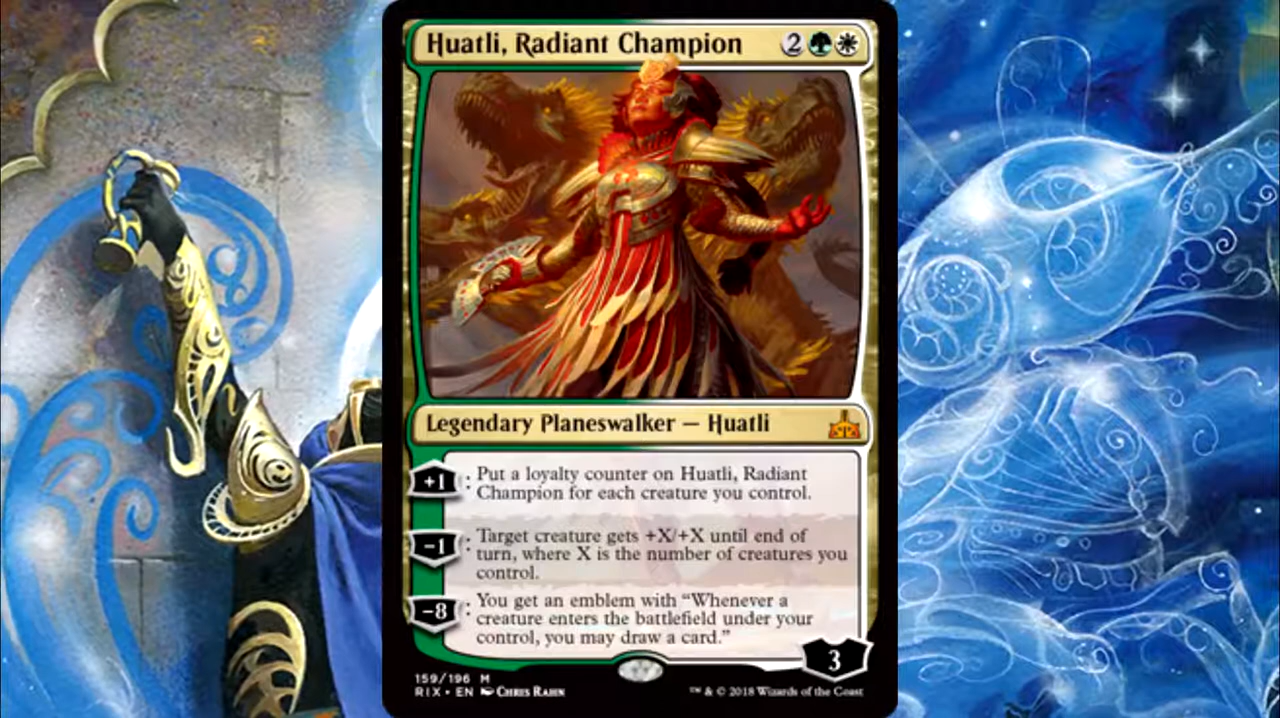 Huatli, Radiant Champion 2
Legendary Planeswalker — Huatli
+1 : Put a loyalty counter on Huatli, Radiant
Champion for each creature you control.
-1 : Target creature gets +X/+X until end of
turn, where X is the number of creatures you
control.
-8 : You get an emblem with “Whenever a
creature enters the battlefield under your
control, you may draw a card.”
3
159/196 M
RIX • EN Chris Rahn
™ & © 2018 Wizards of the Coast